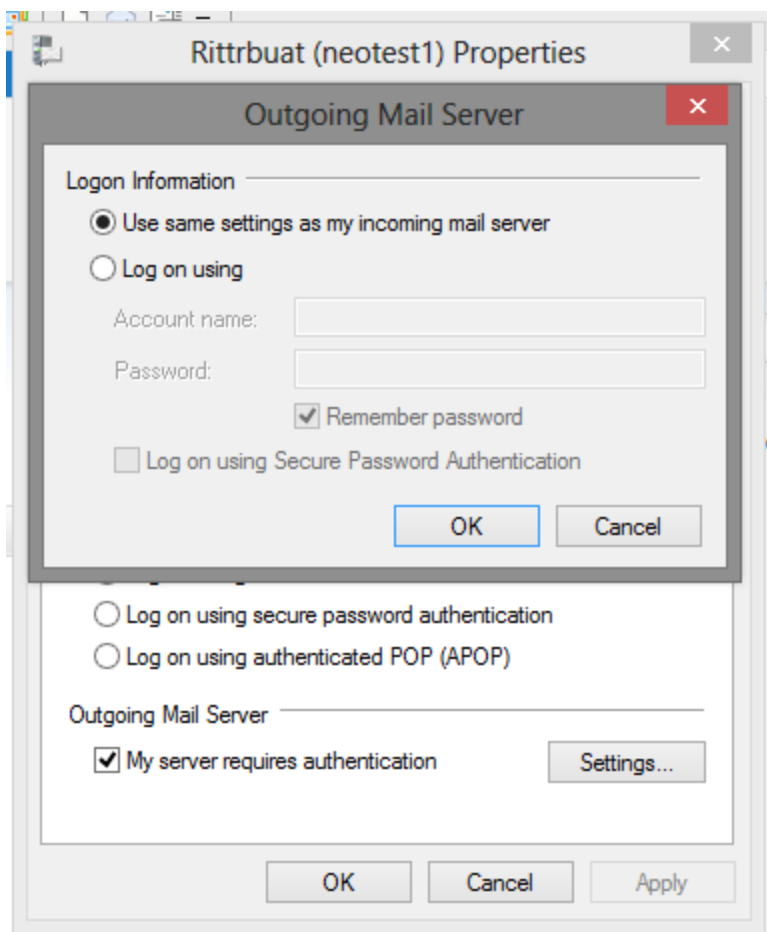 Rittrbuat (neotest1) Properties
Outgoing Mail Server
Logon Information
Use same settings as my incoming mail server
Log on using
Account name:
Password:
Remember password
Log on using Secure Password Authentication
OK Cancel
Log on using secure password authentication
Log on using authenticated POP (APOP)
Outgoing Mail Server
My server requires authentication Settings...
OK Cancel Apply